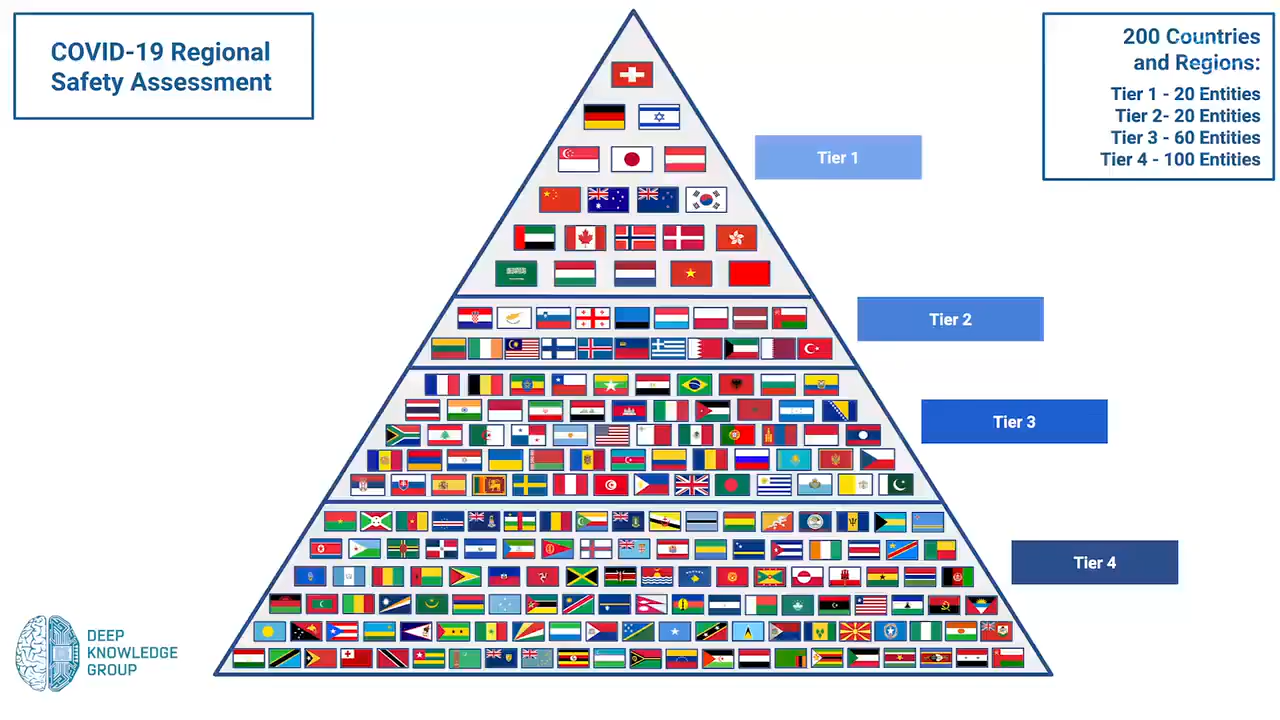 COVID-19 Regional
Safety Assessment
200 Countries
and Regions:
Tier 1 - 20 Entities
Tier 2- 20 Entities
Tier 3 - 60 Entities
Tier 4 - 100 Entities
Tier 1
Tier 2
Tier 3
Tier 4
DEEP
KNOWLEDGE
GROUP